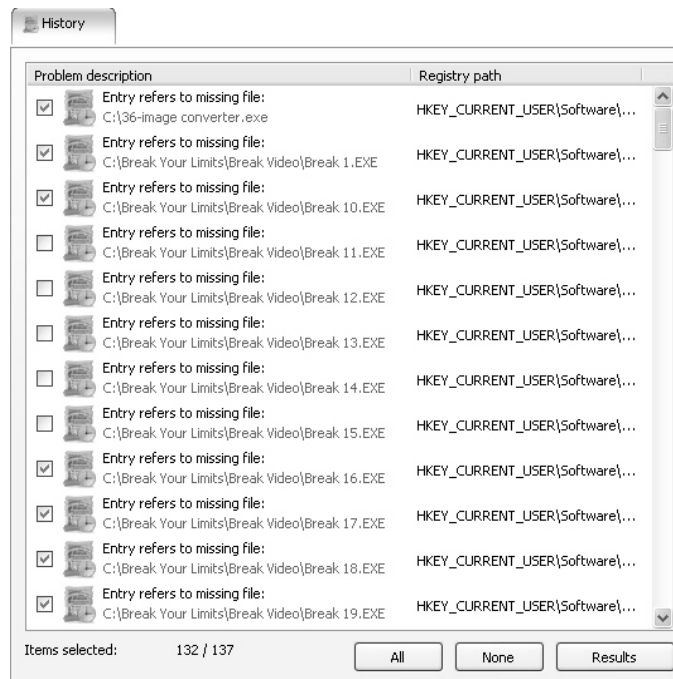 History
Problem description Registry path
Entry refers to missing file:
C:\36-image converter.exe HKEY_CURRENT_USER\Software\...
Entry refers to missing file:
C:\Break Your Limits\Break Video\Break 1.EXE HKEY_CURRENT_USER\Software\...
Entry refers to missing file:
C:\Break Your Limits\Break Video\Break 10.EXE HKEY_CURRENT_USER\Software\...
Entry refers to missing file:
C:\Break Your Limits\Break Video\Break 11.EXE HKEY_CURRENT_USER\Software\...
Entry refers to missing file:
C:\Break Your Limits\Break Video\Break 12.EXE HKEY_CURRENT_USER\Software\...
Entry refers to missing file:
C:\Break Your Limits\Break Video\Break 13.EXE HKEY_CURRENT_USER\Software\...
Entry refers to missing file:
C:\Break Your Limits\Break Video\Break 14.EXE HKEY_CURRENT_USER\Software\...
Entry refers to missing file:
C:\Break Your Limits\Break Video\Break 15.EXE HKEY_CURRENT_USER\Software\...
Entry refers to missing file:
C:\Break Your Limits\Break Video\Break 16.EXE HKEY_CURRENT_USER\Software\...
Entry refers to missing file:
C:\Break Your Limits\Break Video\Break 17.EXE HKEY_CURRENT_USER\Software\...
Entry refers to missing file:
C:\Break Your Limits\Break Video\Break 18.EXE HKEY_CURRENT_USER\Software\...
Entry refers to missing file:
C:\Break Your Limits\Break Video\Break 19.EXE HKEY_CURRENT_USER\Software\...
Items selected: 132 / 137 All None Results